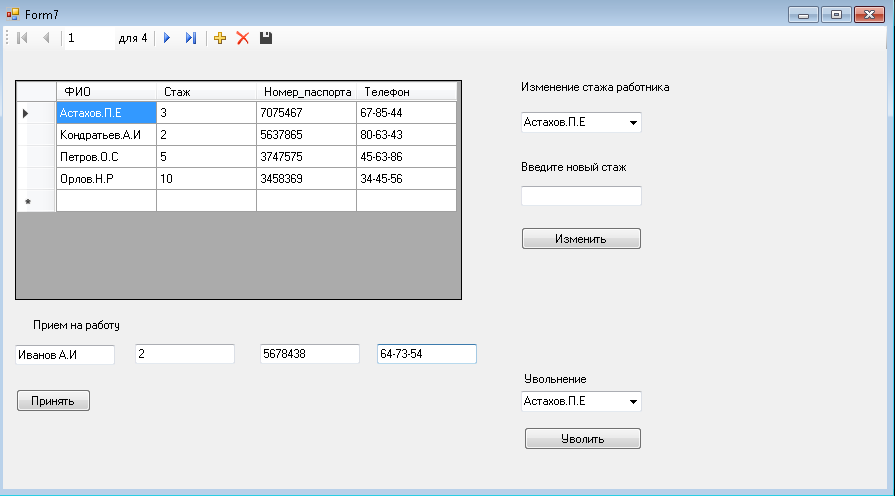 Form7
1 для 4
ФИО Стаж Номер_паспорта Телефон
Астахов.П.Е 3 7075467 67-85-44
Кондратьев.А.И 2 5637865 80-63-43
Петров.О.С 5 3747575 45-63-86
Орлов.Н.Р 10 3458369 34-45-56
Прием на работу
Иванов А.И 2 5678438 64-73-54
Принять
Изменение стажа работника
Астахов.П.Е
Введите новый стаж
Изменить
Увольнение
Астахов.П.Е
Уволить